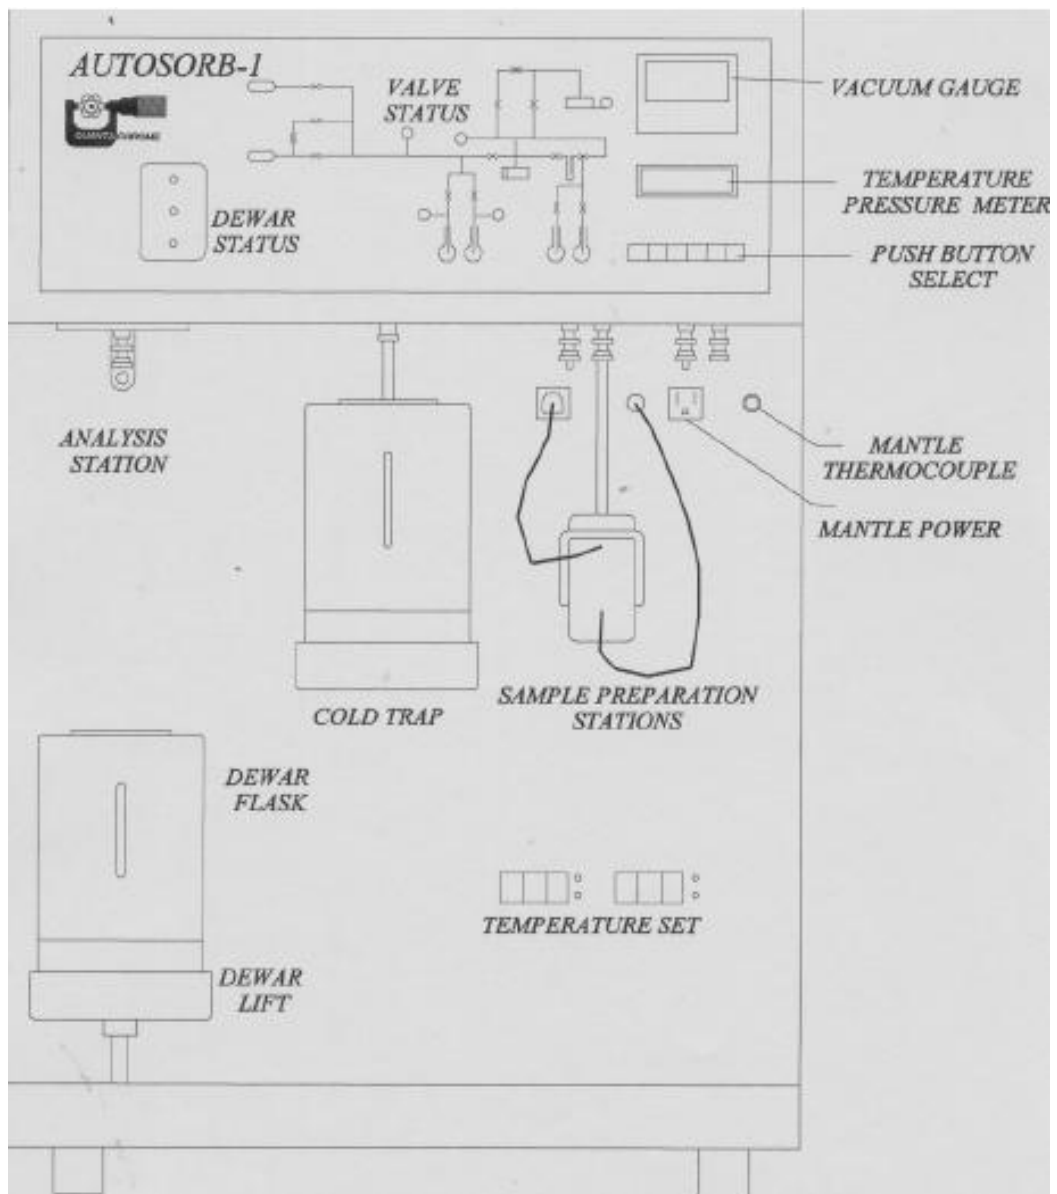 AUTOSORB-1
QUANTACHROME
VALVE
STATUS
VACUUM GAUGE
TEMPERATURE
PRESSURE METER
DEWAR
STATUS
PUSH BUTTON
SELECT
ANALYSIS
STATION
MANTLE
THERMOCOUPLE
MANTLE POWER
COLD TRAP
SAMPLE PREPARATION
STATIONS
DEWAR
FLASK
TEMPERATURE SET
DEWAR
LIFT